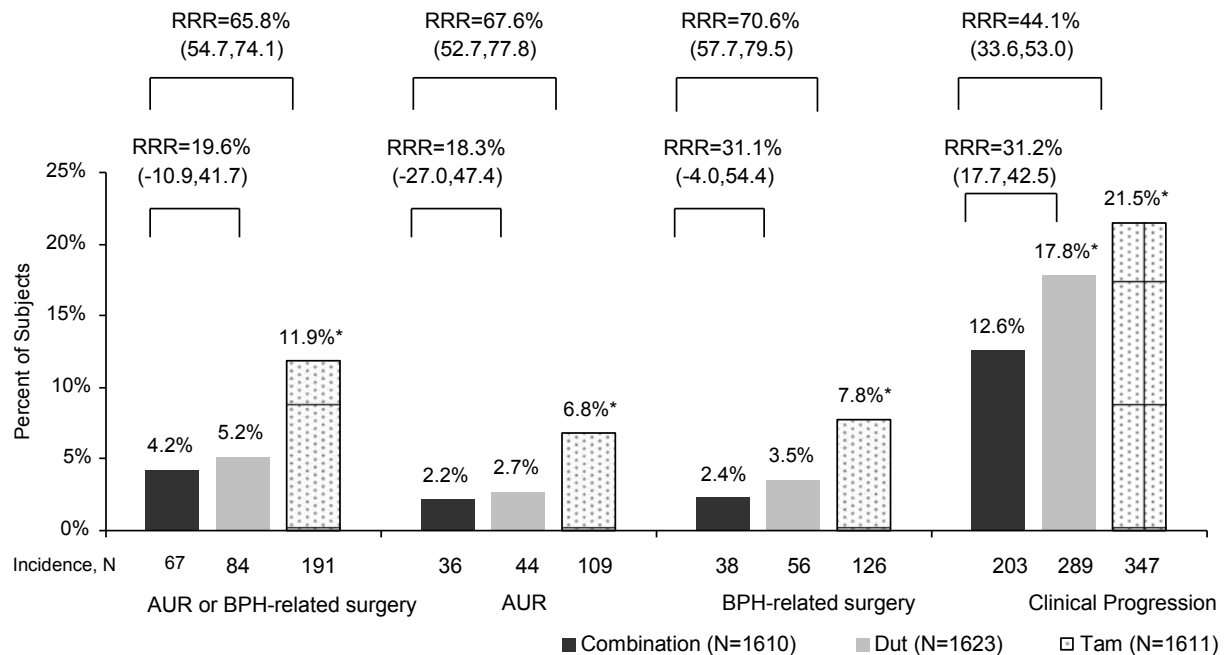 RRR=65.8%
(54.7,74.1)
RRR=67.6%
(52.7,77.8)
RRR=70.6%
(57.7,79.5)
RRR=44.1%
(33.6,53.0)
RRR=19.6%
(-10.9,41.7)
RRR=18.3%
(-27.0,47.4)
RRR=31.1%
(-4.0,54.4)
RRR=31.2%
(17.7,42.5)
Percent of Subjects
25%
20%
15%
10%
5%
0%
4.2%
5.2%
11.9%*
2.2%
2.7%
6.8%*
2.4%
3.5%
7.8%*
12.6%
17.8%*
21.5%*
Incidence, N 67 84 191 36 44 109 38 56 126 203 289 347
AUR or BPH-related surgery AUR BPH-related surgery Clinical Progression
Combination (N=1610) Dut (N=1623) Tam (N=1611)